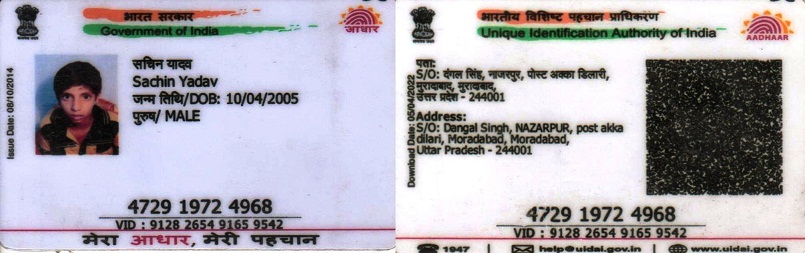 भारत सरकार
Government of India
आधार
Issue Date: 08/10/2014
सचिन यादव
Sachin Yadav
जन्म तिथि/DOB: 10/04/2005
पुरुष/ MALE
4729 1972 4968
VID : 9128 2654 9165 9542
मेरा आधार, मेरी पहचान
भारतीय विशिष्ट पहचान प्राधिकरण
Unique Identification Authority of India
AADHAAR
Download Date: 05/04/2022
पता:
S/O: दंगल सिंह, नाजरपुर, पोस्ट अक्का डिलारी,
मुरादाबाद, मुरादाबाद,
उत्तर प्रदेश - 244001
Address:
S/O: Dangal Singh, NAZARPUR, post akka
dilari, Moradabad, Moradabad,
Uttar Pradesh - 244001
4729 1972 4968
VID : 9128 2654 9165 9542
1947 | help@uidai.gov.in | www.uidai.gov.in